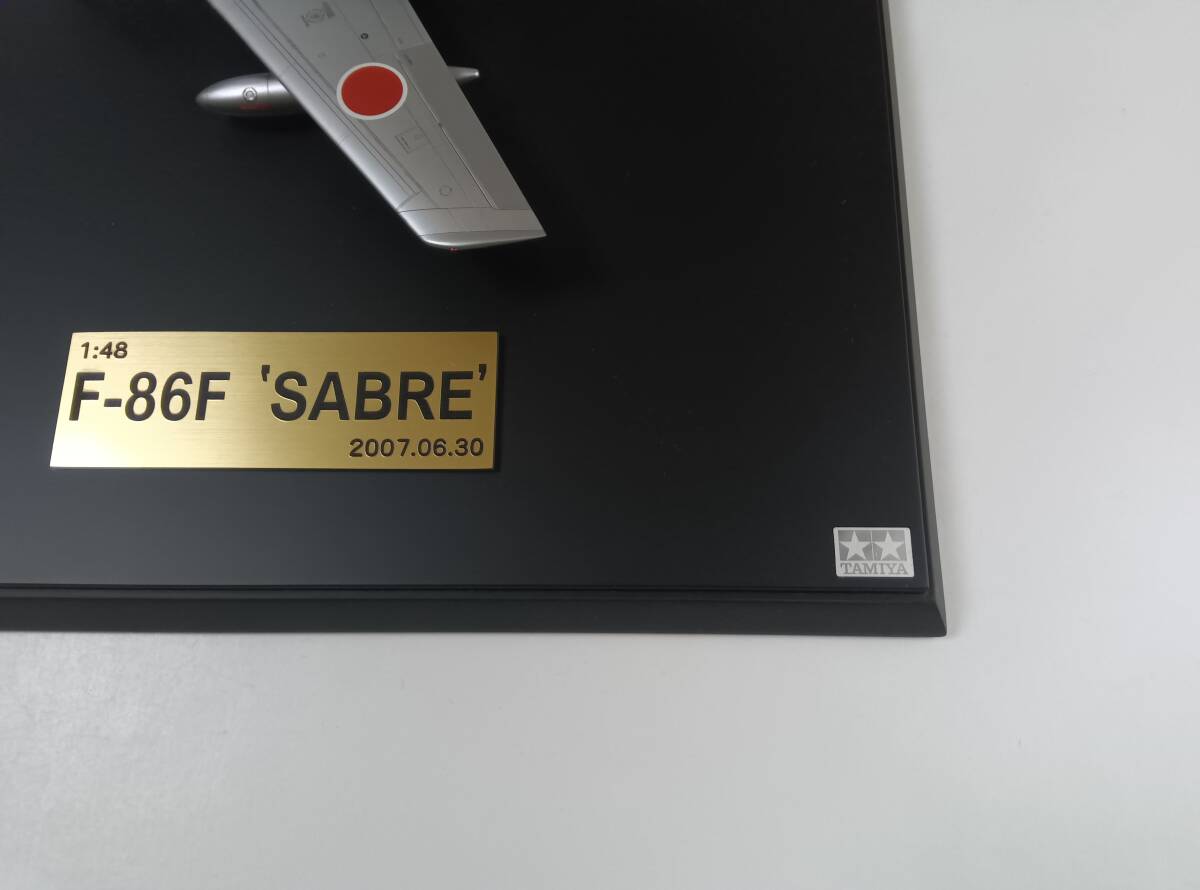 1:48
F-86F 'SABRE'
2007.06.30
TAMIYA